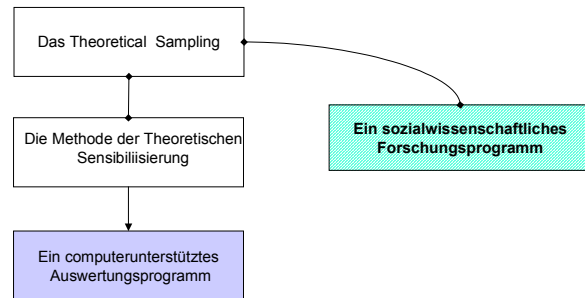 Das Theoretical Sampling
Die Methode der Theoretischen
Sensibiliisierung
Ein sozialwissenschaftliches
Forschungsprogramm
Ein computerunterstütztes
Auswertungsprogramm